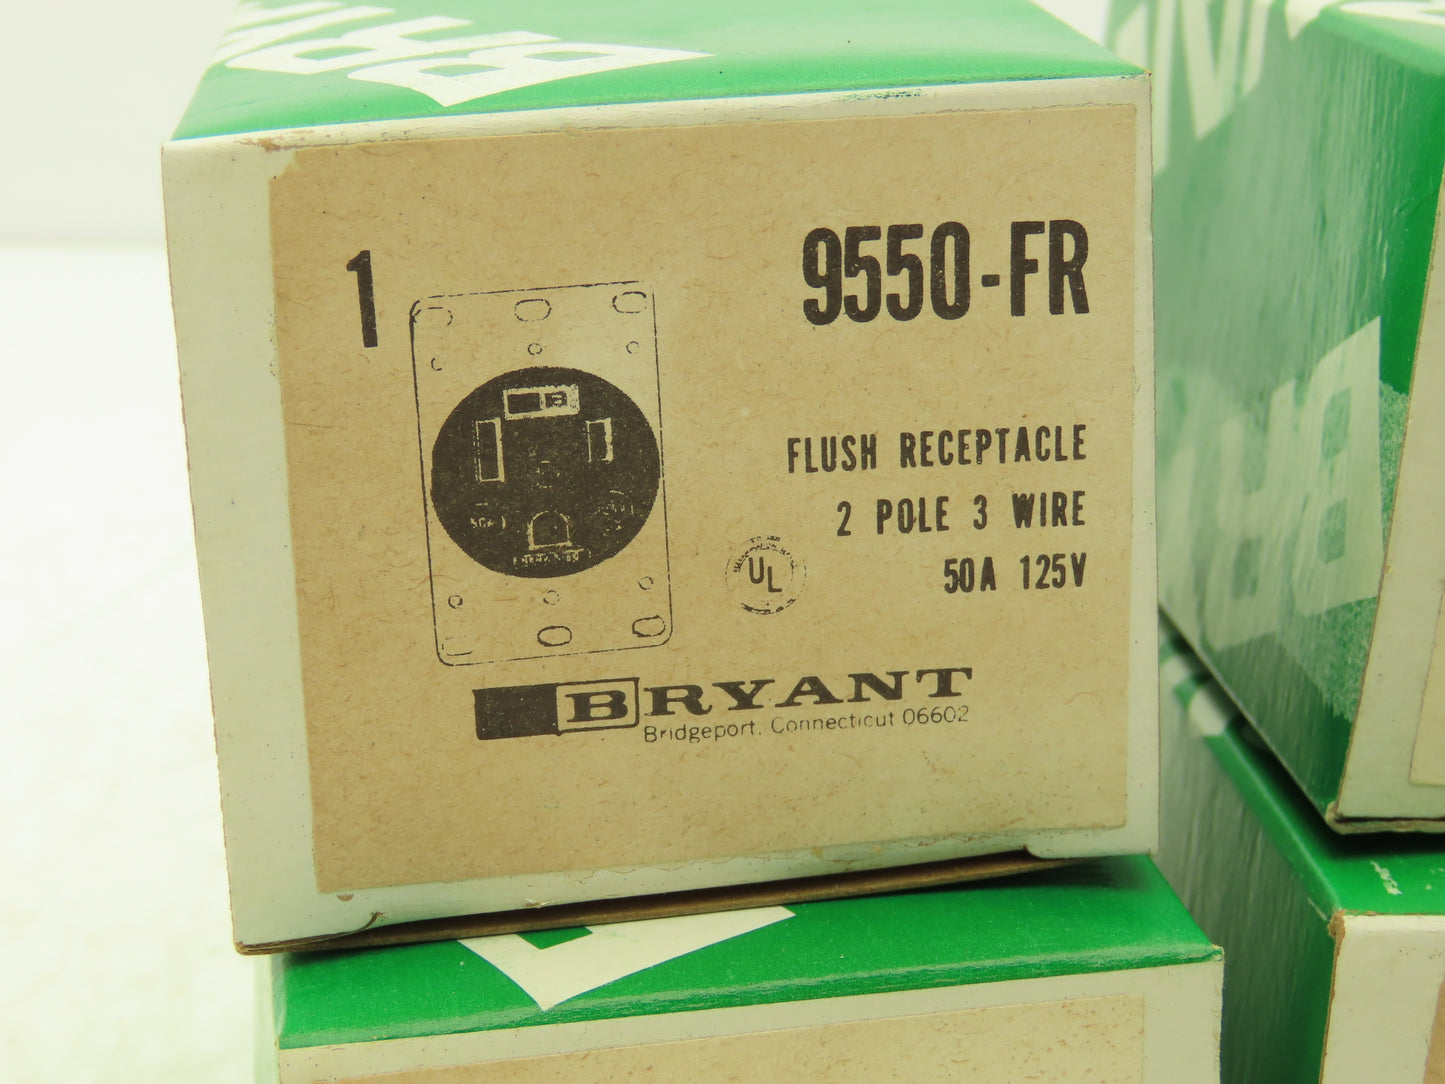 1
9550-FR
FLUSH RECEPTACLE
2 POLE 3 WIRE
50A 125V
UL
BRYANT
Bridgeport, Connecticut 06602